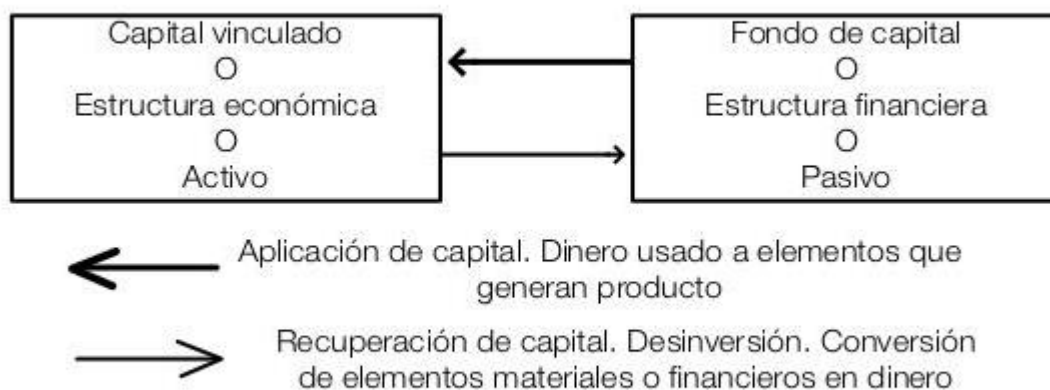 Capital vinculado
O
Estructura económica
O
Activo
Fondo de capital
O
Estructura financiera
O
Pasivo
Aplicación de capital. Dinero usado a elementos que
generan producto
Recuperación de capital. Desinversión. Conversión
de elementos materiales o financieros en dinero